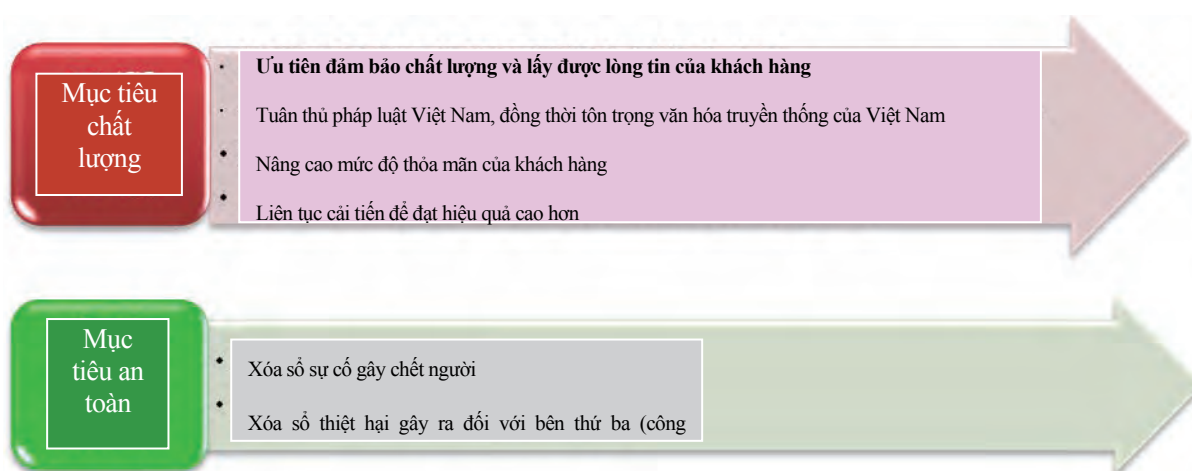 Mục tiêu
chất
lượng
· Ưu tiên đảm bảo chất lượng và lấy được lòng tin của khách hàng
· Tuân thủ pháp luật Việt Nam, đồng thời tôn trọng văn hóa truyền thống của Việt Nam
• Nâng cao mức độ thỏa mãn của khách hàng
• Liên tục cải tiến để đạt hiệu quả cao hơn
Mục
tiêu an
toàn
• Xóa sổ sự cố gây chết người
• Xóa sổ thiệt hại gây ra đối với bên thứ ba (công